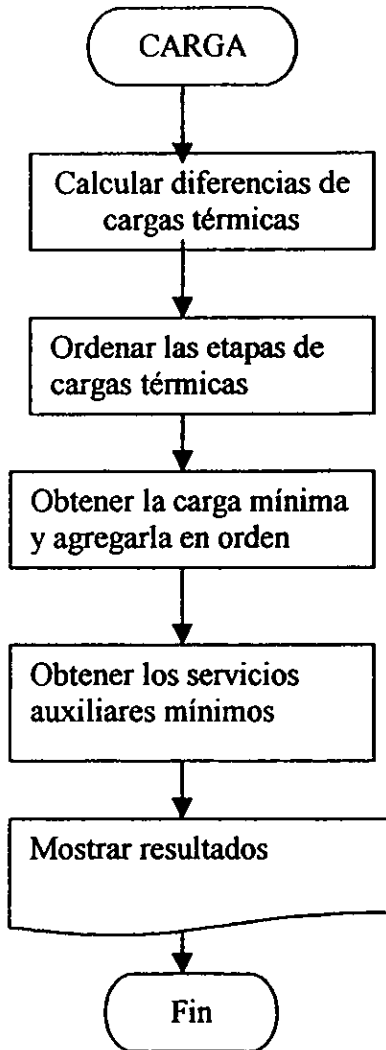 CARGA
Calcular diferencias de
cargas térmicas
Ordenar las etapas de
cargas térmicas
Obtener la carga mínima
y agregarla en orden
Obtener los servicios
auxiliares mínimos
Mostrar resultados
Fin